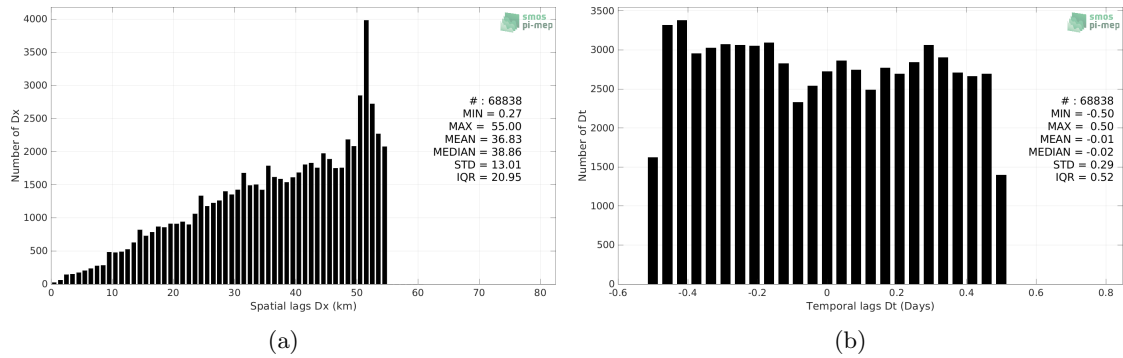 4000
3500
3000
2500
2000
1500
1000
500
0
Number of Dx
0 10 20 30 40 50 60 70 80
Spatial lags Dx (km)
smos
pi-mep
# : 68838
MIN = 0.27
MAX = 55.00
MEAN = 36.83
MEDIAN = 38.86
STD = 13.01
IQR = 20.95
(a)
3500
3000
2500
2000
1500
1000
500
0
Number of Dt
-0.6 -0.4 -0.2 0 0.2 0.4 0.6 0.8
Temporal lags Dt (Days)
smos
pi-mep
# : 68838
MIN = -0.50
MAX = 0.50
MEAN = -0.01
MEDIAN = -0.02
STD = 0.29
IQR = 0.52
(b)